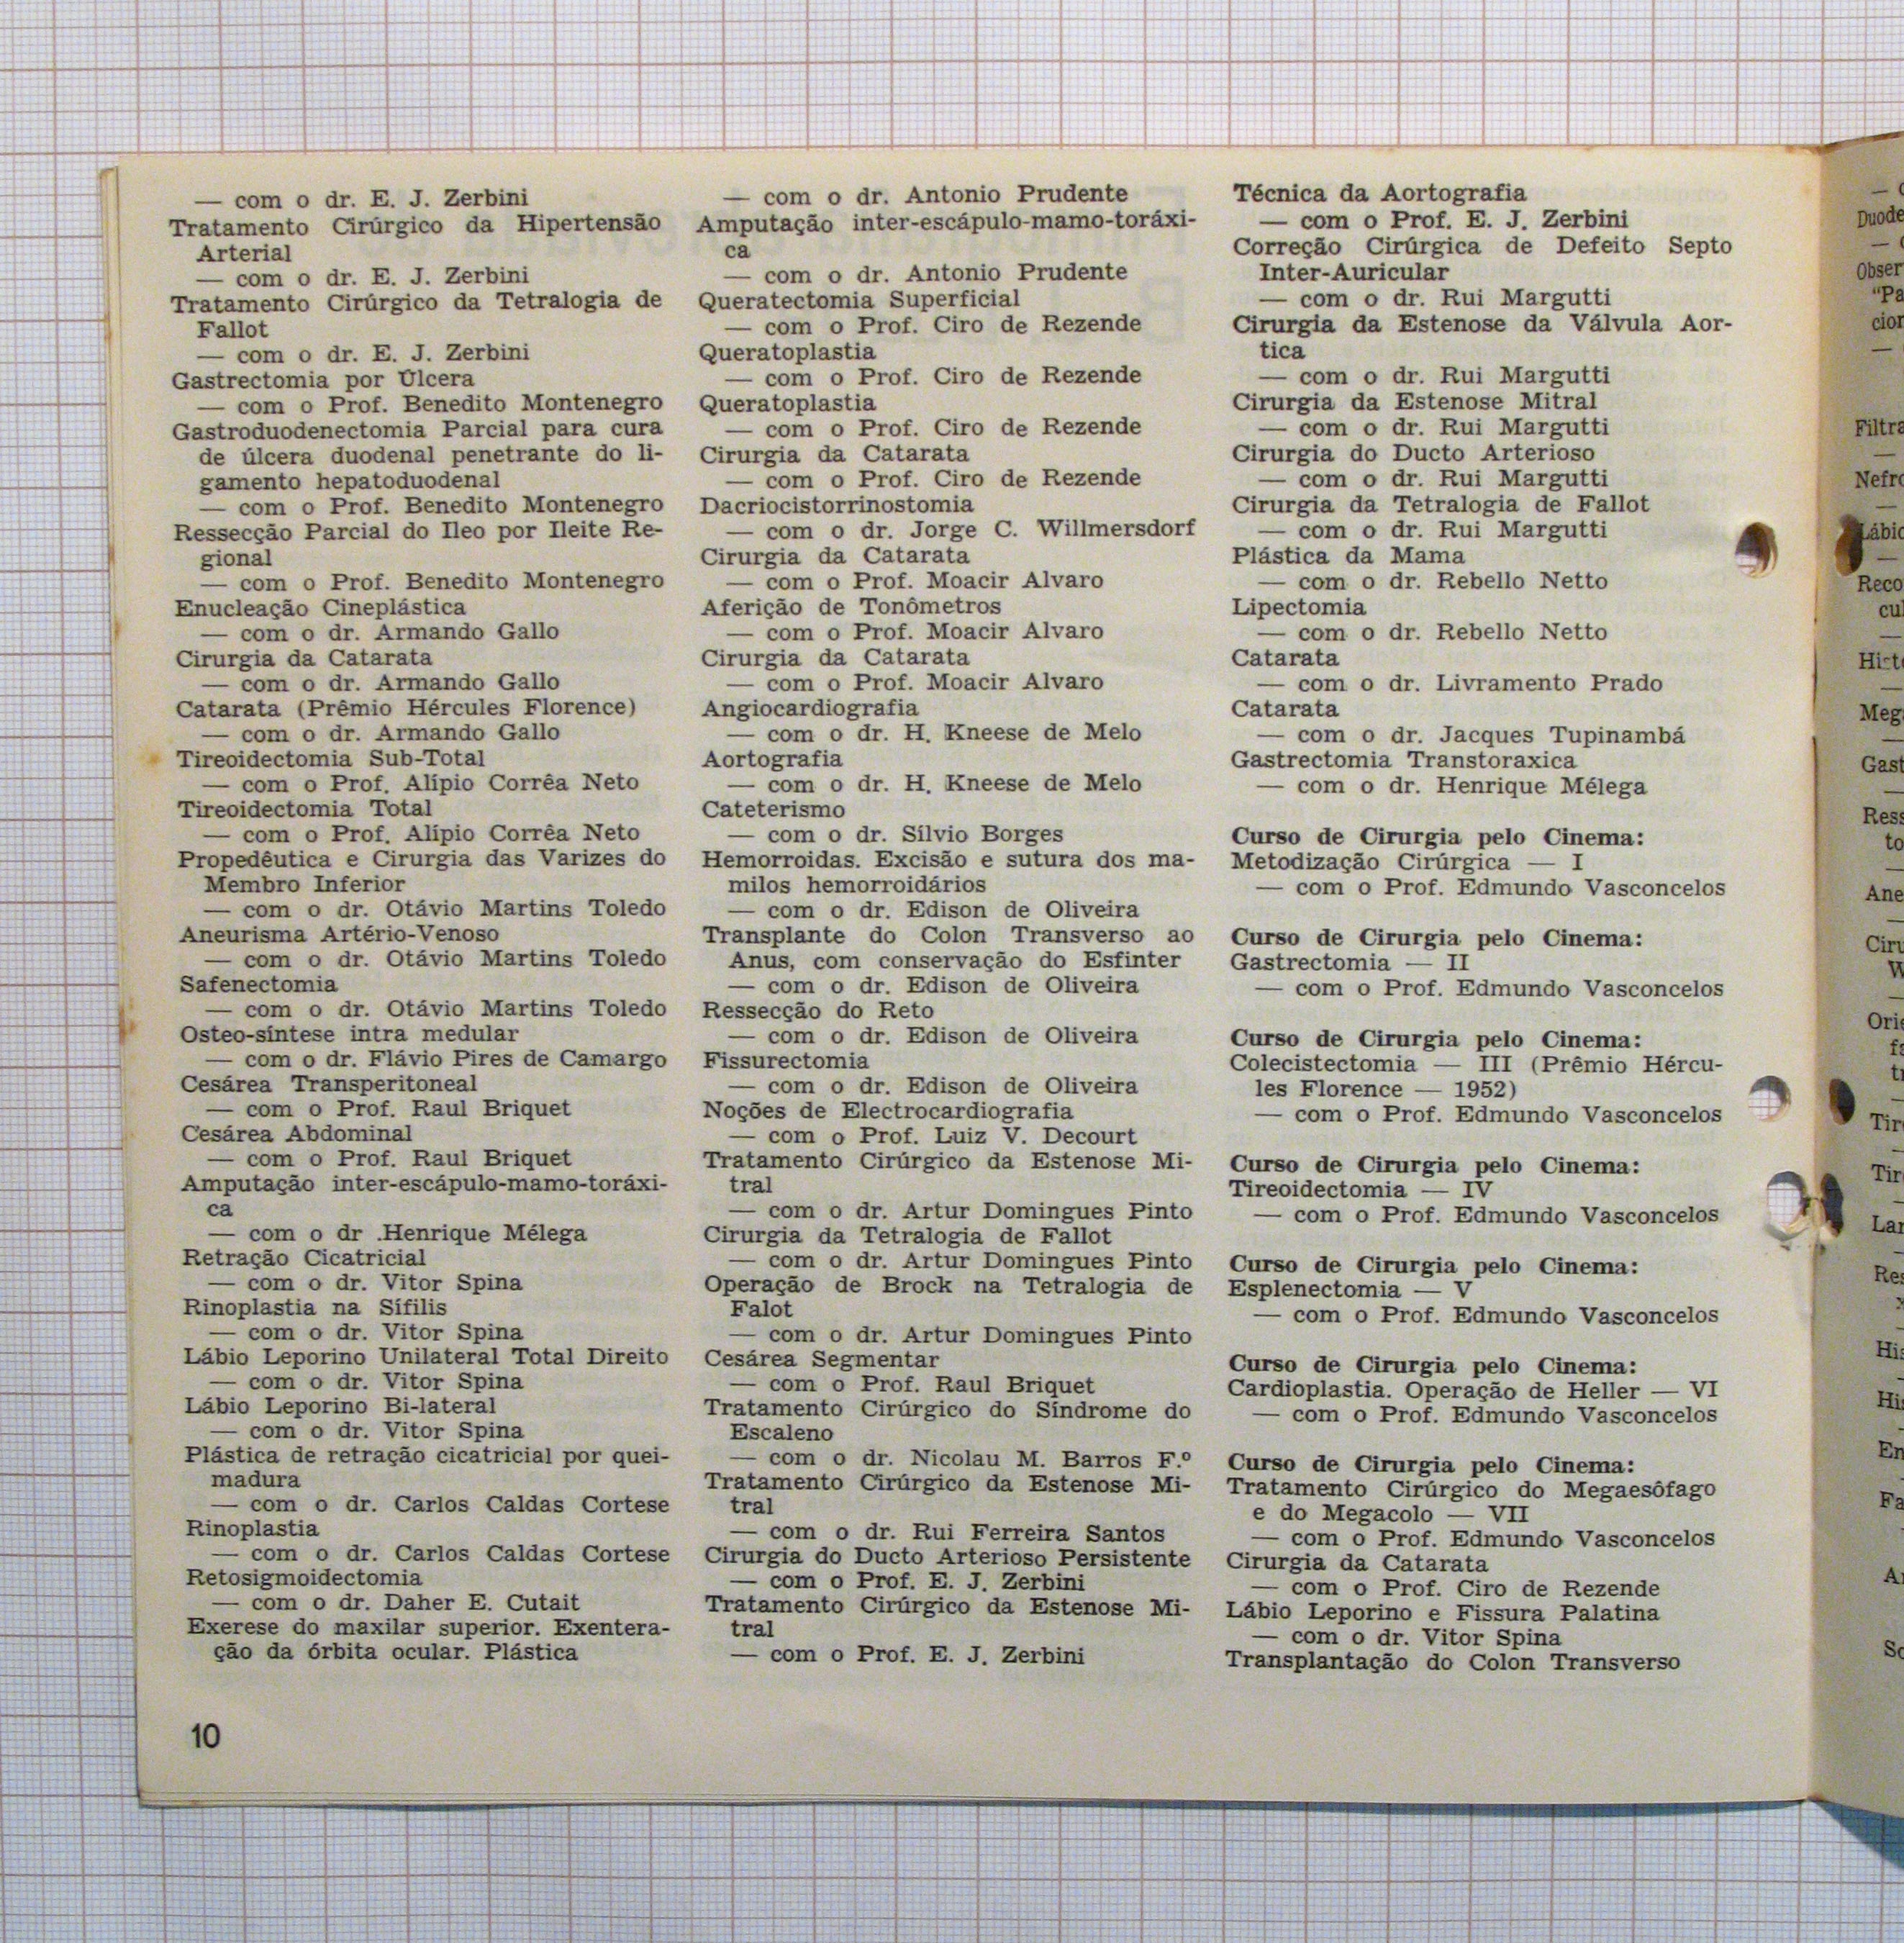 — com o dr. E. J. Zerbini
Tratamento Cirúrgico da Hipertensão
Arterial
— com o dr. E. J. Zerbini
Tratamento Cirúrgico da Tetralogia de
Fallot
— com o dr. E. J. Zerbini
Gastrectomia por Úlcera
— com o Prof. Benedito Montenegro
Gastroduodenectomia Parcial para cura
de úlcera duodenal penetrante do li-
gamento hepatoduodenal
— com o Prof. Benedito Montenegro
Ressecção Parcial do Ileo por Ileite Re-
gional
— com o Prof. Benedito Montenegro
Enucleação Cineplástica
— com o dr. Armando Gallo
Cirurgia da Catarata
— com o dr. Armando Gallo
Catarata (Prêmio Hércules Florence)
— com o dr. Armando Gallo
Tireoidectomia Sub-Total
— com o Prof. Alípio Corrêa Neto
Tireoidectomia Total
— com o Prof. Alípio Corrêa Neto
Propedêutica e Cirurgia das Varizes do
Membro Inferior
— com o dr. Otávio Martins Toledo
Aneurisma Artério-Venoso
— com o dr. Otávio Martins Toledo
Safenectomia
— com o dr. Otávio Martins Toledo
Osteo-síntese intra medular
— com o dr. Flávio Pires de Camargo
Cesárea Transperitoneal
— com o Prof. Raul Briquet
Cesárea Abdominal
— com o Prof. Raul Briquet
Amputação inter-escápulo-mamo-toráxi-
ca
— com o dr .Henrique Mélega
Retração Cicatricial
— com o dr. Vitor Spina
Rinoplastia na Sífilis
— com o dr. Vitor Spina
Lábio Leporino Unilateral Total Direito
— com o dr. Vitor Spina
Lábio Leporino Bi-lateral
— com o dr. Vitor Spina
Plástica de retração cicatricial por quei-
madura
— com o dr. Carlos Caldas Cortese
Rinoplastia
— com o dr. Carlos Caldas Cortese
Retosigmoidectomia
— com o dr. Daher E. Cutait
Exerese do maxilar superior. Exentera-
ção da órbita ocular. Plástica
— com o dr. Antonio Prudente
Amputação inter-escápulo-mamo-toráxi-
ca
— com o dr. Antonio Prudente
Queratectomia Superficial
— com o Prof. Ciro de Rezende
Queratoplastia
— com o Prof. Ciro de Rezende
Queratoplastia
— com o Prof. Ciro de Rezende
Cirurgia da Catarata
— com o Prof. Ciro de Rezende
Dacriocistorrinostomia
— com o dr. Jorge C. Willmersdorf
Cirurgia da Catarata
— com o Prof. Moacir Alvaro
Aferição de Tonômetros
— com o Prof. Moacir Alvaro
Cirurgia da Catarata
— com o Prof. Moacir Alvaro
Angiocardiografia
— com o dr. H. Kneese de Melo
Aortografia
— com o dr. H. Kneese de Melo
Cateterismo
— com o dr. Sílvio Borges
Hemorroidas. Excisão e sutura dos ma-
milos hemorroidários
— com o dr. Edison de Oliveira
Transplante do Colon Transverso ao
Anus, com conservação do Esfinter
— com o dr. Edison de Oliveira
Ressecção do Reto
— com o dr. Edison de Oliveira
Fissurectomia
— com o dr. Edison de Oliveira
Noções de Electrocardiografia
— com o Prof. Luiz V. Decourt
Tratamento Cirúrgico da Estenose Mi-
tral
— com o dr. Artur Domingues Pinto
Cirurgia da Tetralogia de Fallot
— com o dr. Artur Domingues Pinto
Operação de Brock na Tetralogia de
Falot
— com o dr. Artur Domingues Pinto
Cesárea Segmentar
— com o Prof. Raul Briquet
Tratamento Cirúrgico do Síndrome do
Escaleno
— com o dr. Nicolau M. Barros F.º
Tratamento Cirúrgico da Estenose Mi-
tral
— com o dr. Rui Ferreira Santos
Cirurgia do Ducto Arterioso Persistente
— com o Prof. E. J. Zerbini
Tratamento Cirúrgico da Estenose Mi-
tral
— com o Prof. E. J. Zerbini
Técnica da Aortografia
— com o Prof. E. J. Zerbini
Correção Cirúrgica de Defeito Septo
Inter-Auricular
— com o dr. Rui Margutti
Cirurgia da Estenose da Válvula Aor-
tica
— com o dr. Rui Margutti
Cirurgia da Estenose Mitral
— com o dr. Rui Margutti
Cirurgia do Ducto Arterioso
— com o dr. Rui Margutti
Cirurgia da Tetralogia de Fallot
— com o dr. Rui Margutti
Plástica da Mama
— com o dr. Rebello Netto
Lipectomia
— com o dr. Rebello Netto
Catarata
— com o dr. Livramento Prado
Catarata
— com o dr. Jacques Tupinambá
Gastrectomia Transtoraxica
— com o dr. Henrique Mélega
Curso de Cirurgia pelo Cinema:
Metodização Cirúrgica — I
— com o Prof. Edmundo Vasconcelos
Curso de Cirurgia pelo Cinema:
Gastrectomia — II
— com o Prof. Edmundo Vasconcelos
Curso de Cirurgia pelo Cinema:
Colecistectomia — III (Prêmio Hércu-
les Florence — 1952)
— com o Prof. Edmundo Vasconcelos
Curso de Cirurgia pelo Cinema:
Tireoidectomia — IV
— com o Prof. Edmundo Vasconcelos
Curso de Cirurgia pelo Cinema:
Esplenectomia — V
— com o Prof. Edmundo Vasconcelos
Curso de Cirurgia pelo Cinema:
Cardioplastia. Operação de Heller — VI
— com o Prof. Edmundo Vasconcelos
Curso de Cirurgia pelo Cinema:
Tratamento Cirúrgico do Megaesôfago
e do Megacolo — VII
— com o Prof. Edmundo Vasconcelos
Cirurgia da Catarata
— com o Prof. Ciro de Rezende
Lábio Leporino e Fissura Palatina
— com o dr. Vitor Spina
Transplantação do Colon Transverso
10